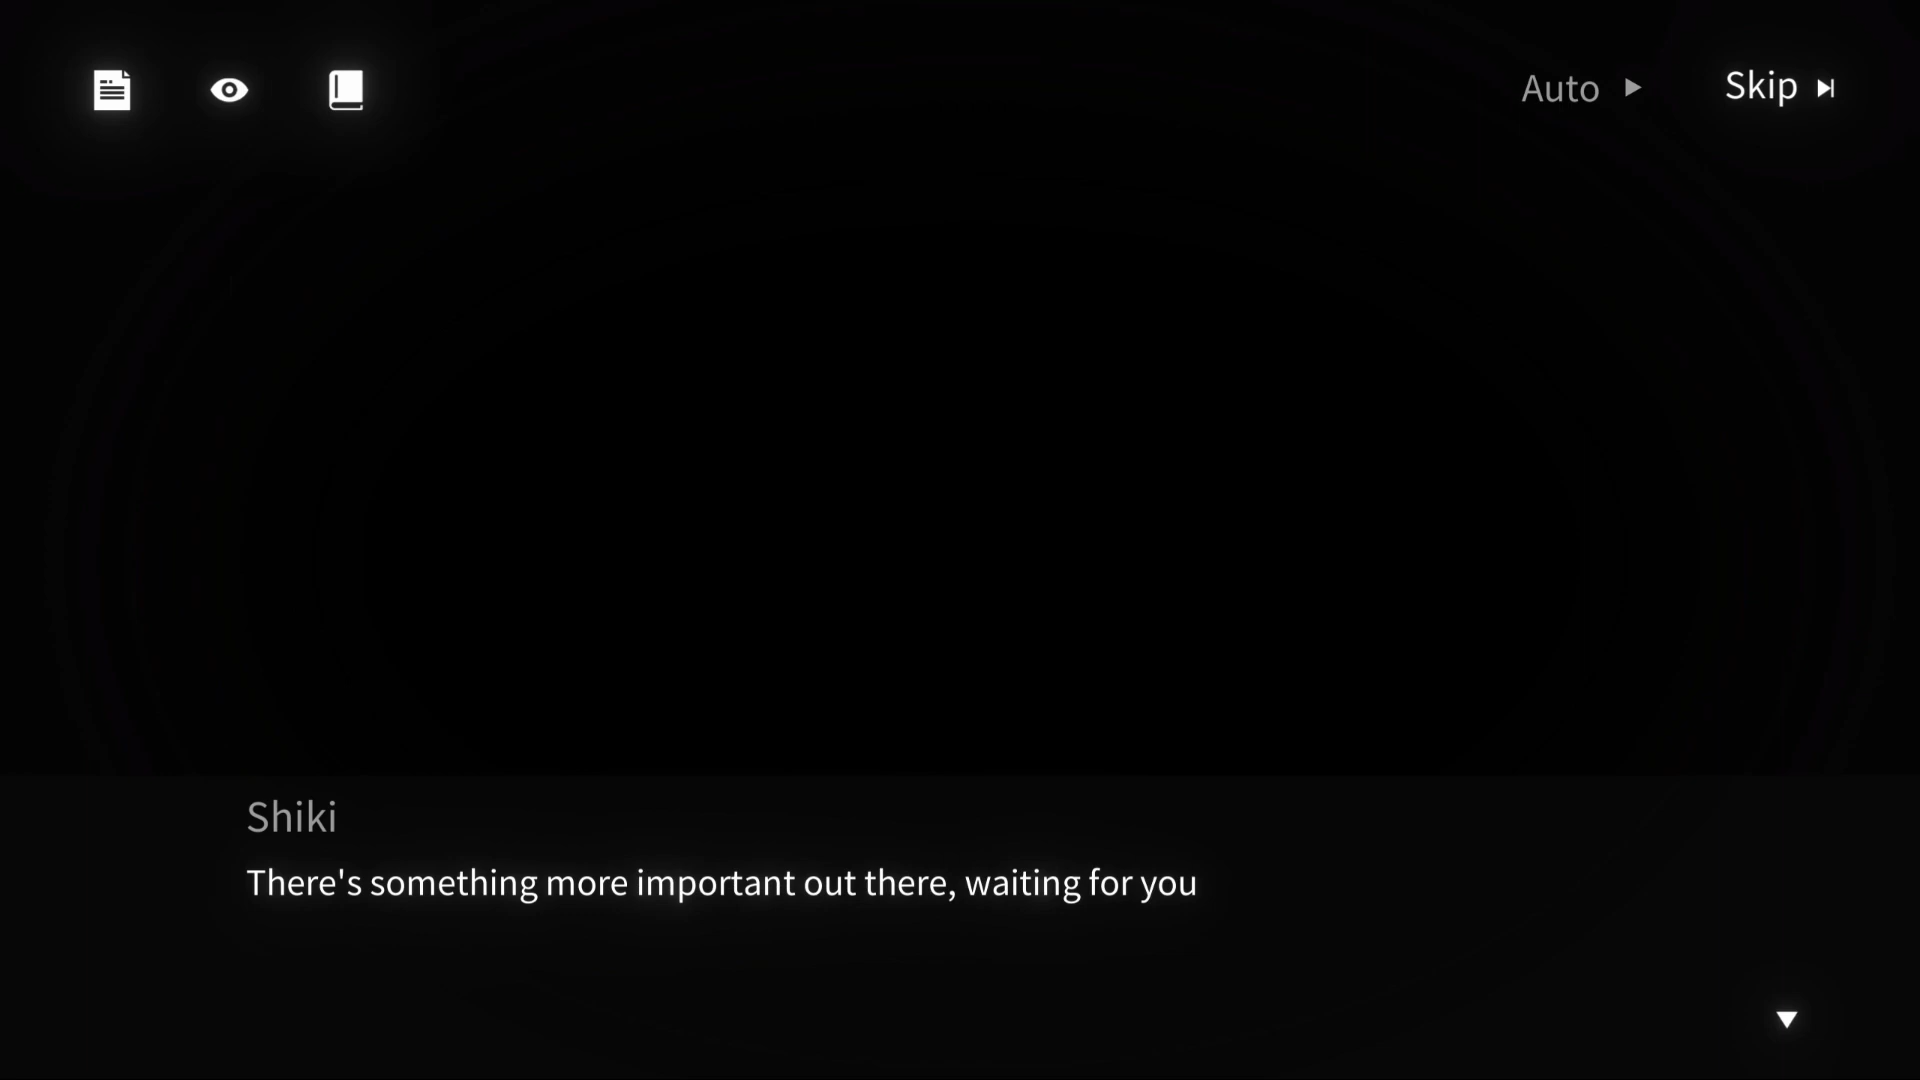 Auto
Skip
Shiki
There's something more important out there, waiting for you